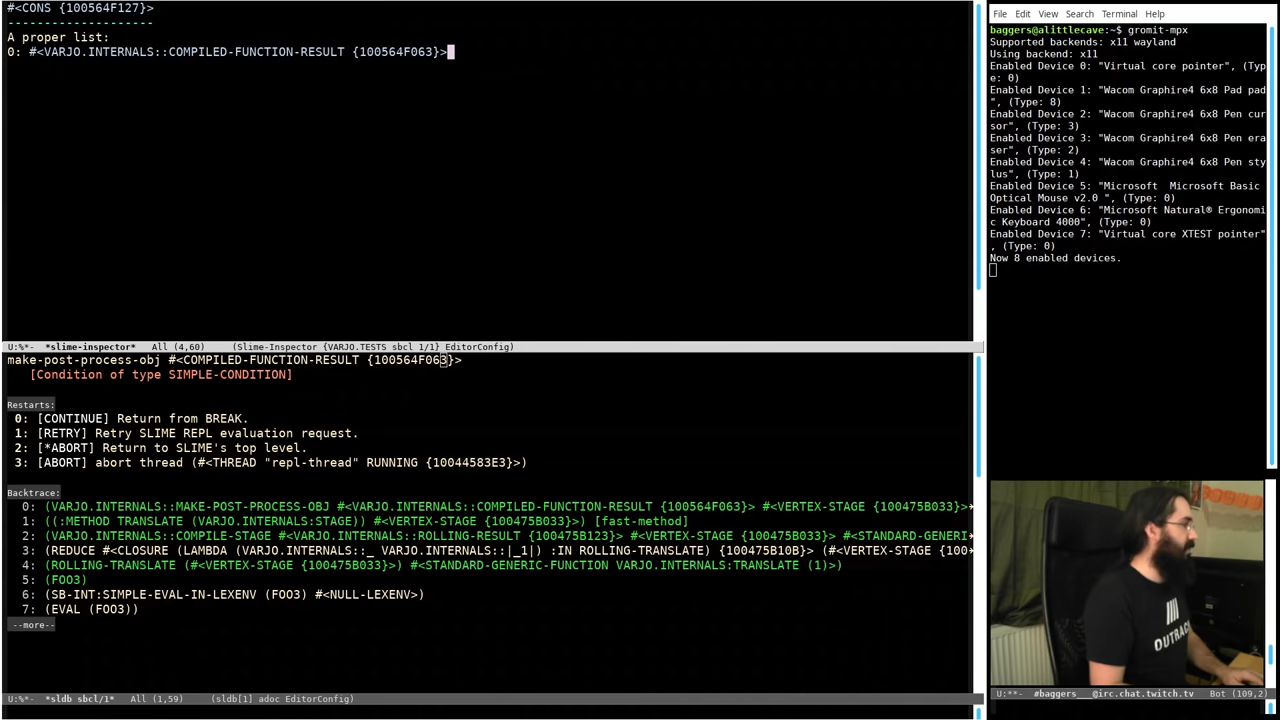 #<CONS {100564F127}>
--------------------
A proper list:
0: #<VARJO.INTERNALS::COMPILED-FUNCTION-RESULT {100564F063}>
U:%*-  *slime-inspector*   All (4,60)     (Slime-Inspector {VARJO.TESTS sbcl 1/1} EditorConfig)
make-post-process-obj #<COMPILED-FUNCTION-RESULT {100564F063}>
   [Condition of type SIMPLE-CONDITION]
Restarts:
 0: [CONTINUE] Return from BREAK.
 1: [RETRY] Retry SLIME REPL evaluation request.
 2: [*ABORT] Return to SLIME's top level.
 3: [ABORT] abort thread (#<THREAD "repl-thread" RUNNING {10044583E3}>)
Backtrace:
  0: (VARJO.INTERNALS::MAKE-POST-PROCESS-OBJ #<VARJO.INTERNALS::COMPILED-FUNCTION-RESULT {100564F063}> #<VERTEX-STAGE {100475B033}>
  1: ((:METHOD TRANSLATE (VARJO.INTERNALS:STAGE)) #<VERTEX-STAGE {100475B033}>) [fast-method]
  2: (VARJO.INTERNALS::COMPILE-STAGE #<VARJO.INTERNALS::ROLLING-RESULT {100475B123}> #<VERTEX-STAGE {100475B033}> #<STANDARD-GENERI
  3: (REDUCE #<CLOSURE (LAMBDA (VARJO.INTERNALS::_ VARJO.INTERNALS::|_1|) :IN ROLLING-TRANSLATE) {100475B10B}> (#<VERTEX-STAGE {100
  4: (ROLLING-TRANSLATE (#<VERTEX-STAGE {100475B033}>) #<STANDARD-GENERIC-FUNCTION VARJO.INTERNALS:TRANSLATE (1)>)
  5: (FOO3)
  6: (SB-INT:SIMPLE-EVAL-IN-LEXENV (FOO3) #<NULL-LEXENV>)
  7: (EVAL (FOO3))
 --more--
U:%*-  *sldb sbcl/1*   All (1,59)     (sldb[1] adoc EditorConfig)
File  Edit  View  Search  Terminal  Help
baggers@alittlecave:~$ gromit-mpx
Supported backends: x11 wayland
Using backend: x11
Enabled Device 0: "Virtual core pointer", (Typ
e: 0)
Enabled Device 1: "Wacom Graphire4 6x8 Pad pad
", (Type: 8)
Enabled Device 2: "Wacom Graphire4 6x8 Pen cur
sor", (Type: 3)
Enabled Device 3: "Wacom Graphire4 6x8 Pen era
ser", (Type: 2)
Enabled Device 4: "Wacom Graphire4 6x8 Pen sty
lus", (Type: 1)
Enabled Device 5: "Microsoft  Microsoft Basic
Optical Mouse v2.0 ", (Type: 0)
Enabled Device 6: "Microsoft Natural® Ergonomi
c Keyboard 4000", (Type: 0)
Enabled Device 7: "Virtual core XTEST pointer"
, (Type: 0)
Now 8 enabled devices.
OUTRAC
U:**-  #baggers___@irc.chat.twitch.tv   Bot (109,2)